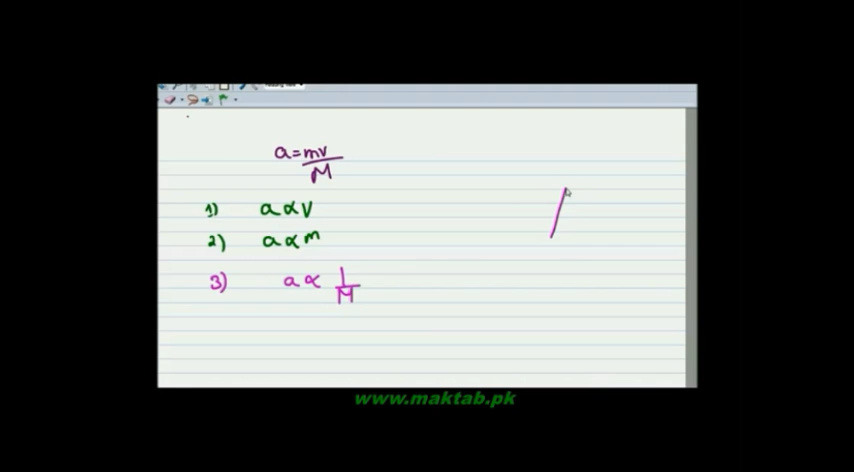 a = mv/M
1) a ∝ v
2) a ∝ m
3) a ∝ 1/M
www.maktab.pk